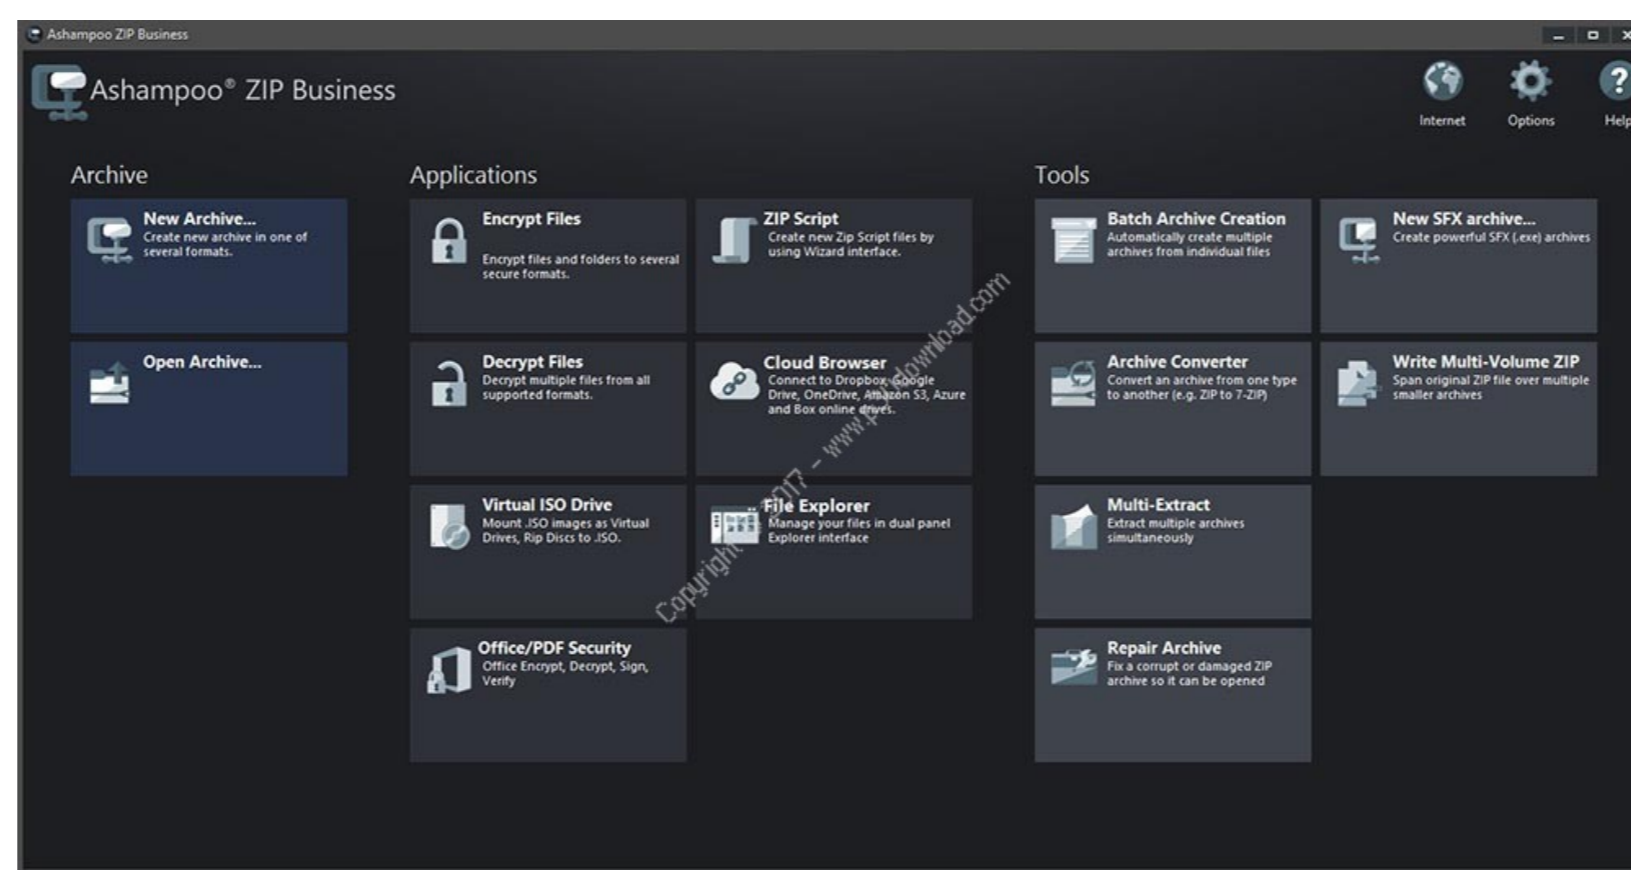 Ashampoo ZIP Business
Ashampoo® ZIP Business
Internet
Options
Help
Archive
New Archive...
Create new archive in one of
several formats.
Open Archive...
Applications
Encrypt Files
Encrypt files and folders to several
secure formats.
ZIP Script
Create new Zip Script files by
using Wizard interface.
Decrypt Files
Decrypt multiple files from all
supported formats.
Cloud Browser
Connect to Dropbox, Google
Drive, OneDrive, Amazon S3, Azure
and Box online drives.
Virtual ISO Drive
Mount .ISO images as Virtual
Drives, Rip Discs to .ISO.
File Explorer
Manage your files in dual panel
Explorer interface
Office/PDF Security
Office Encrypt, Decrypt, Sign,
Verify
Tools
Batch Archive Creation
Automatically create multiple
archives from individual files
New SFX archive...
Create powerful SFX (.exe) archives
Archive Converter
Convert an archive from one type
to another (e.g. ZIP to 7-ZIP)
Write Multi-Volume ZIP
Span original ZIP file over multiple
smaller archives
Multi-Extract
Extract multiple archives
simultaneously
Repair Archive
Fix a corrupt or damaged ZIP
archive so it can be opened
Copyright 2017 -